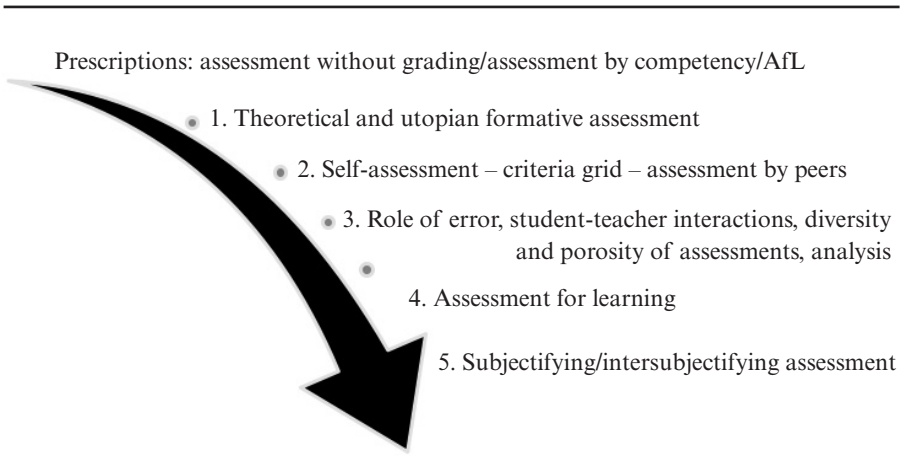 Prescriptions: assessment without grading/assessment by competency/AfL
1. Theoretical and utopian formative assessment
2. Self-assessment – criteria grid – assessment by peers
3. Role of error, student-teacher interactions, diversity
and porosity of assessments, analysis
4. Assessment for learning
5. Subjectifying/intersubjectifying assessment